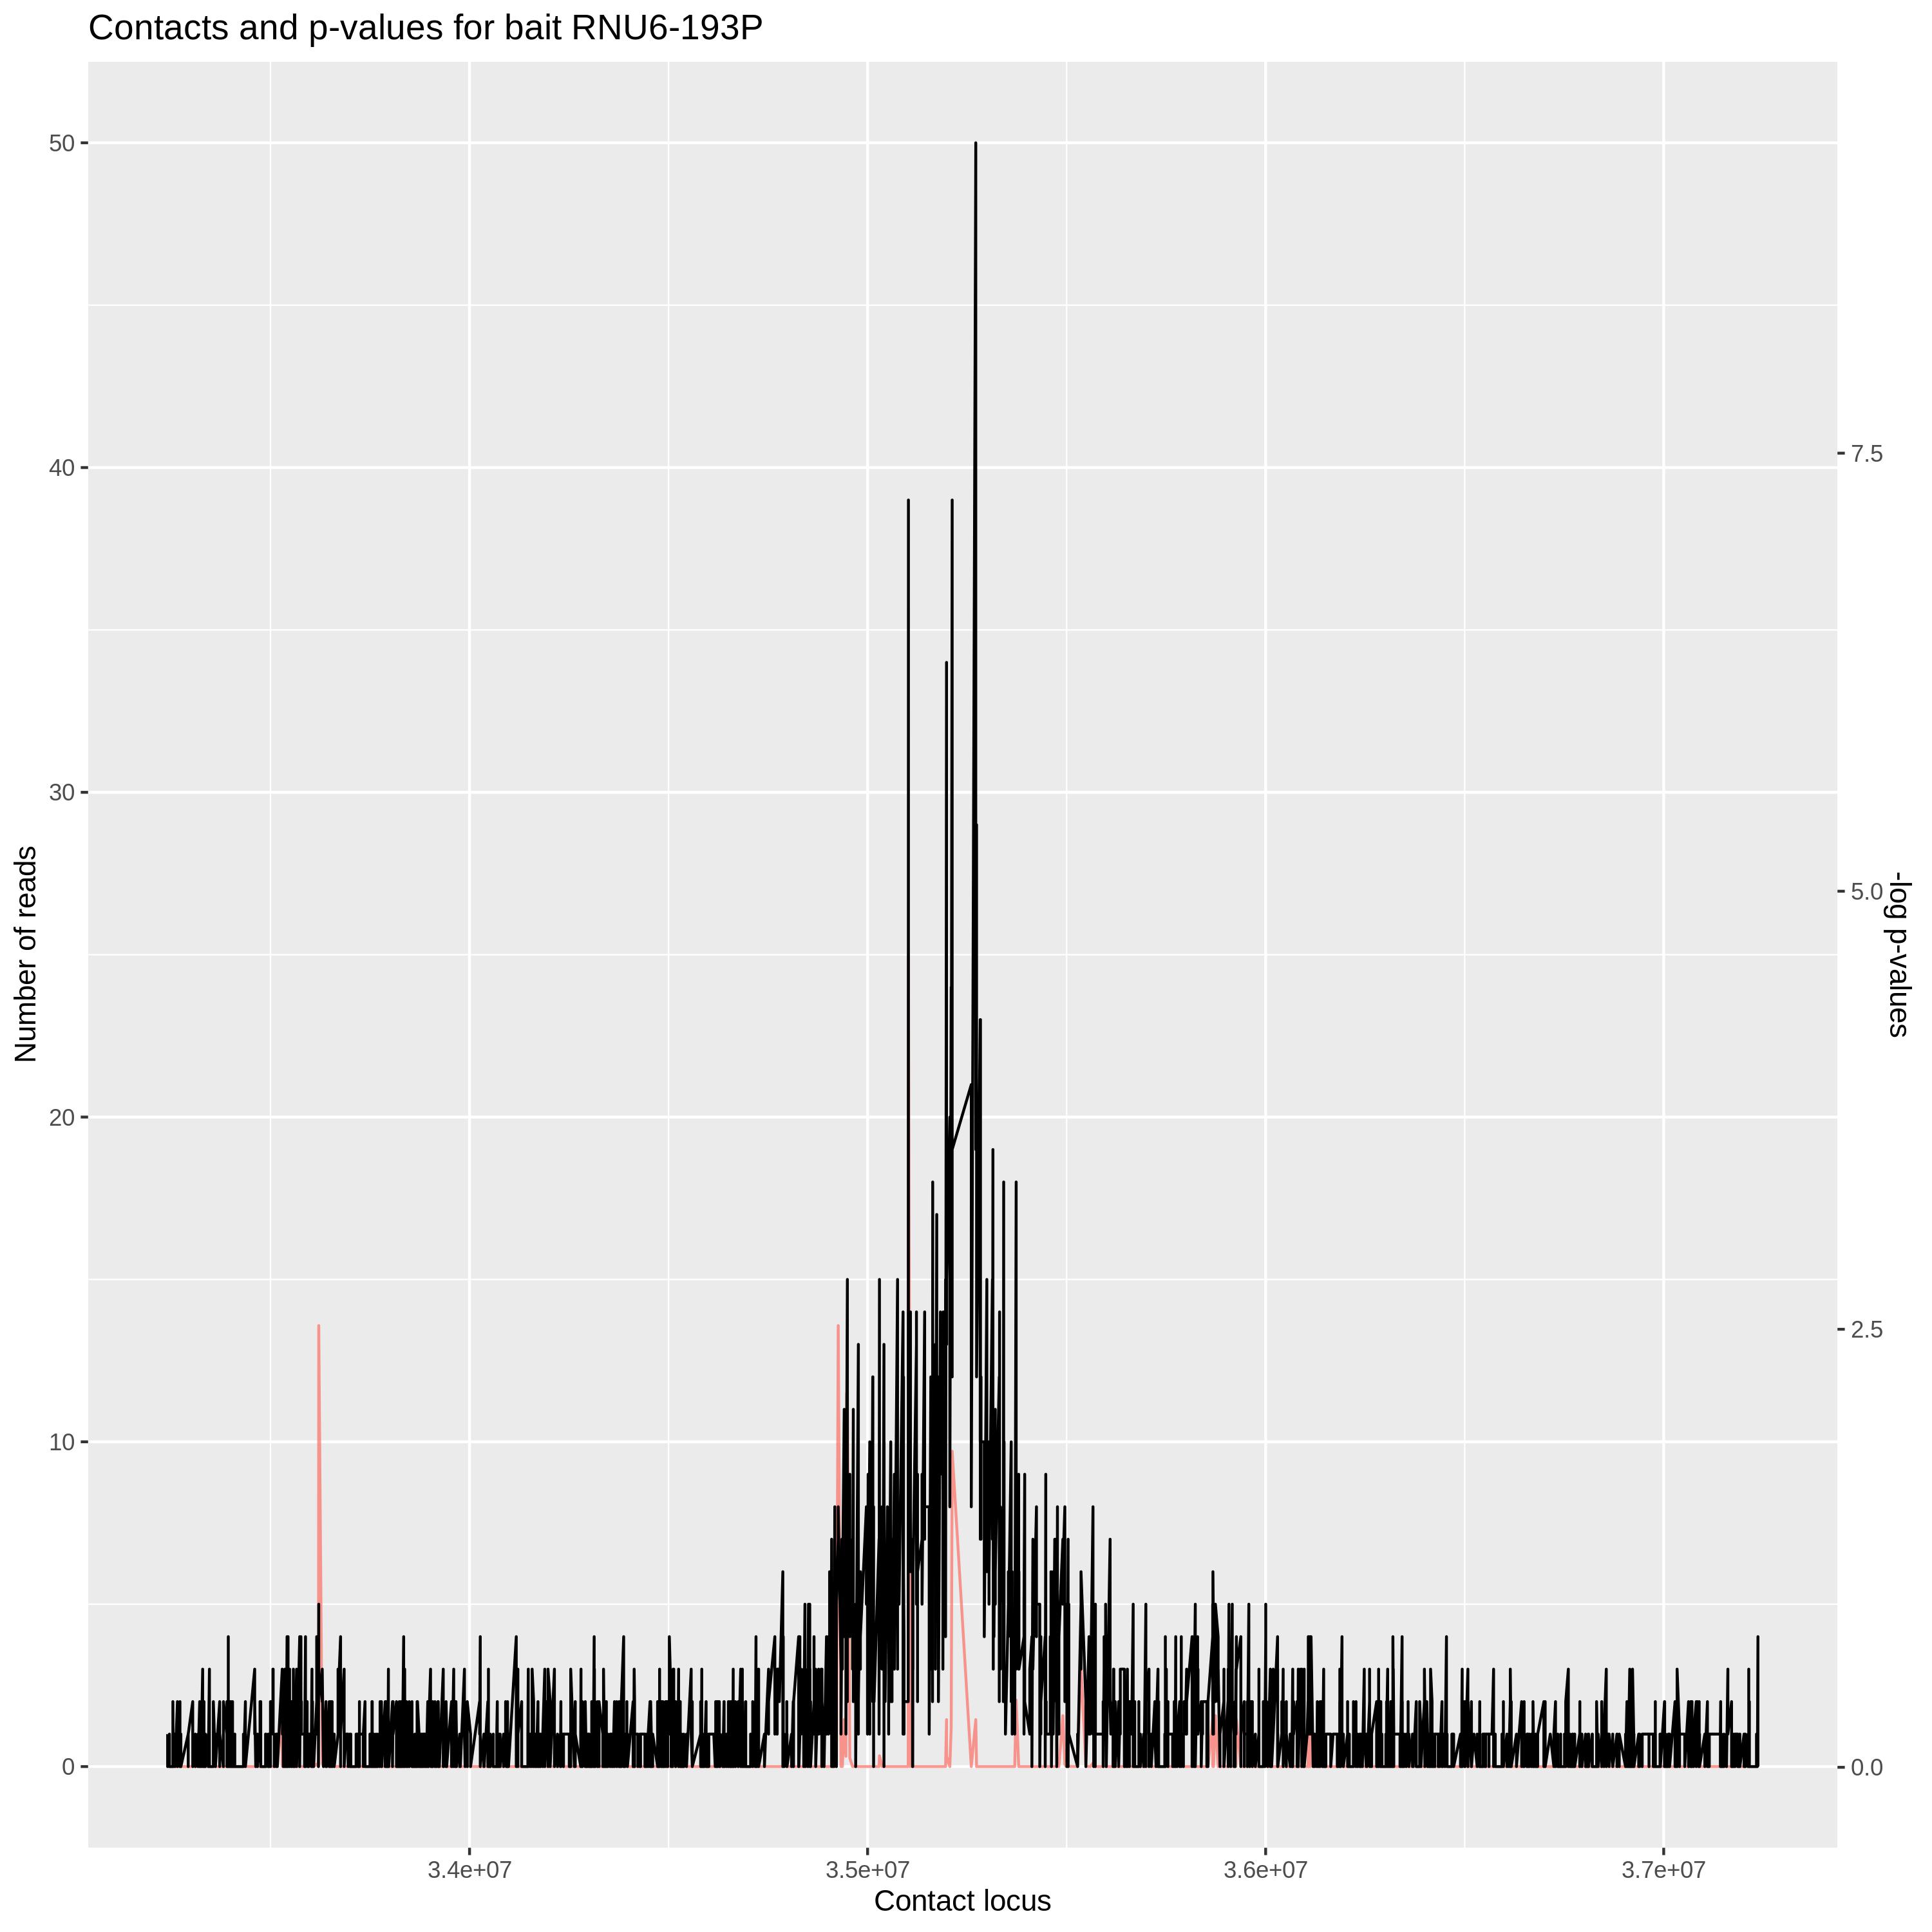 Contacts and p-values for bait RNU6-193P
50
40
30
20
10
0
Number of reads
7.5
5.0
2.5
0.0
-log p-values
3.4e+07
3.5e+07
3.6e+07
3.7e+07
Contact locus